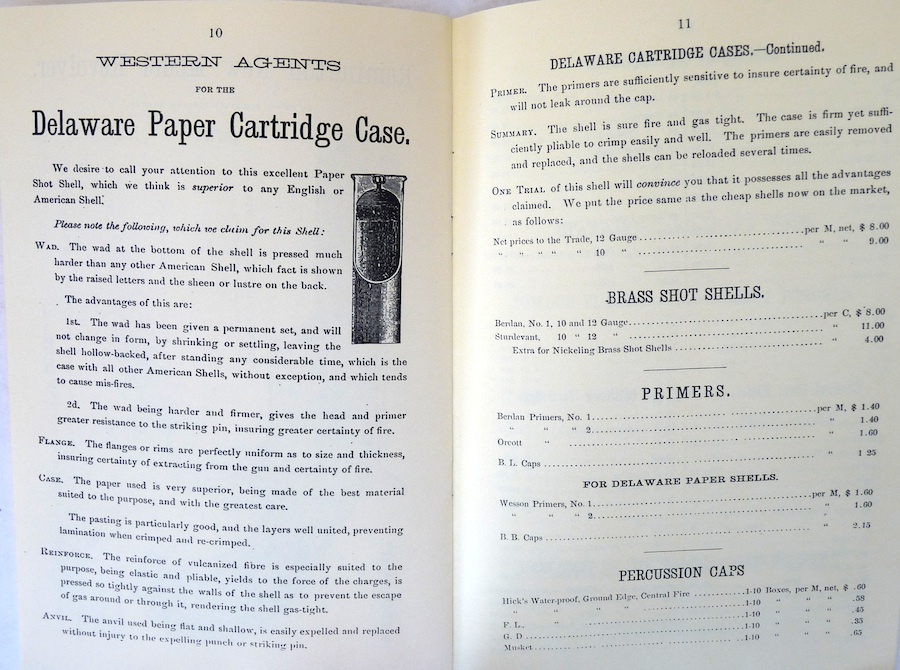 10
WESTERN AGENTS
FOR THE
Delaware Paper Cartridge Case.
We desire to call your attention to this excellent Paper
Shot Shell, which we think is superior to any English or
American Shell.
Please note the following, which we claim for this Shell:
WAD. The wad at the bottom of the shell is pressed much
harder than any other American Shell, which fact is shown
by the raised letters and the sheen or lustre on the back.
The advantages of this are:
1st. The wad has been given a permanent set, and will
not change in form, by shrinking or settling, leaving the
shell hollow-backed, after standing any considerable time, which is the
case with all other American Shells, without exception, and which tends
to cause mis-fires.
2d. The wad being harder and firmer, gives the head and primer
greater resistance to the striking pin, insuring greater certainty of fire.
FLANGE. The flanges or rims are perfectly uniform as to size and thickness,
insuring certainty of extracting from the gun and certainty of fire.
CASE. The paper used is very superior, being made of the best material
suited to the purpose, and with the greatest care.
The pasting is particularly good, and the layers well united, preventing
lamination when crimped and re-crimped.
REINFORCE. The reinforce of vulcanized fibre is especially suited to the
purpose, being elastic and pliable, yields to the force of the charges, is
pressed so tightly against the walls of the shell as to prevent the escape
of gas around or through it, rendering the shell gas-tight.
ANVIL. The anvil used being flat and shallow, is easily expelled and replaced
without injury to the expelling punch or striking pin.
11
DELAWARE CARTRIDGE CASES.—Continued.
PRIMER. The primers are sufficiently sensitive to insure certainty of fire, and
will not leak around the cap.
SUMMARY. The shell is sure fire and gas tight. The case is firm yet suffi-
ciently pliable to crimp easily and well. The primers are easily removed
and replaced, and the shells can be reloaded several times.
ONE TRIAL of this shell will convince you that it possesses all the advantages
claimed. We put the price same as the cheap shells now on the market,
as follows:
Net prices to the Trade, 12 Gauge..........per M, net, $ 8.00
" " " " " 10 " .......... " " 9.00
BRASS SHOT SHELLS.
Berdan, No. 1, 10 and 12 Gauge..........per C, $ 8.00
Sturdevant, 10 " 12 " .......... " 11.00
Extra for Nickeling Brass Shot Shells .......... " 4.00
PRIMERS.
Berdan Primers, No. 1..........per M, $ 1.40
" " " 2.......... " 1.40
Orcott " .......... " 1.60
B. L. Caps .......... " 1 25
FOR DELAWARE PAPER SHELLS.
Wesson Primers, No. 1..........per M, $ 1.60
" " " 2.......... " 1.60
B. B. Caps .......... " 2.15
PERCUSSION CAPS
Hick's Water-proof, Ground Edge, Central Fire ..........1-10 Boxes, per M, net, $ .60
" " " " ..........1-10 " " " .58
F. L. ..........1-10 " " " .45
G. D ..........1-10 " " " .35
Musket ..........1-10 " " " .65